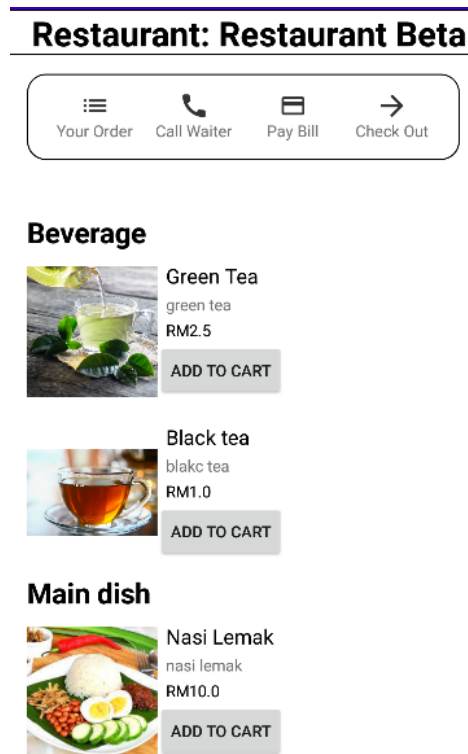 Restaurant: Restaurant Beta
Your Order Call Waiter Pay Bill Check Out
Beverage
Green Tea
green tea
RM2.5
ADD TO CART
Black tea
blakc tea
RM1.0
ADD TO CART
Main dish
Nasi Lemak
nasi lemak
RM10.0
ADD TO CART